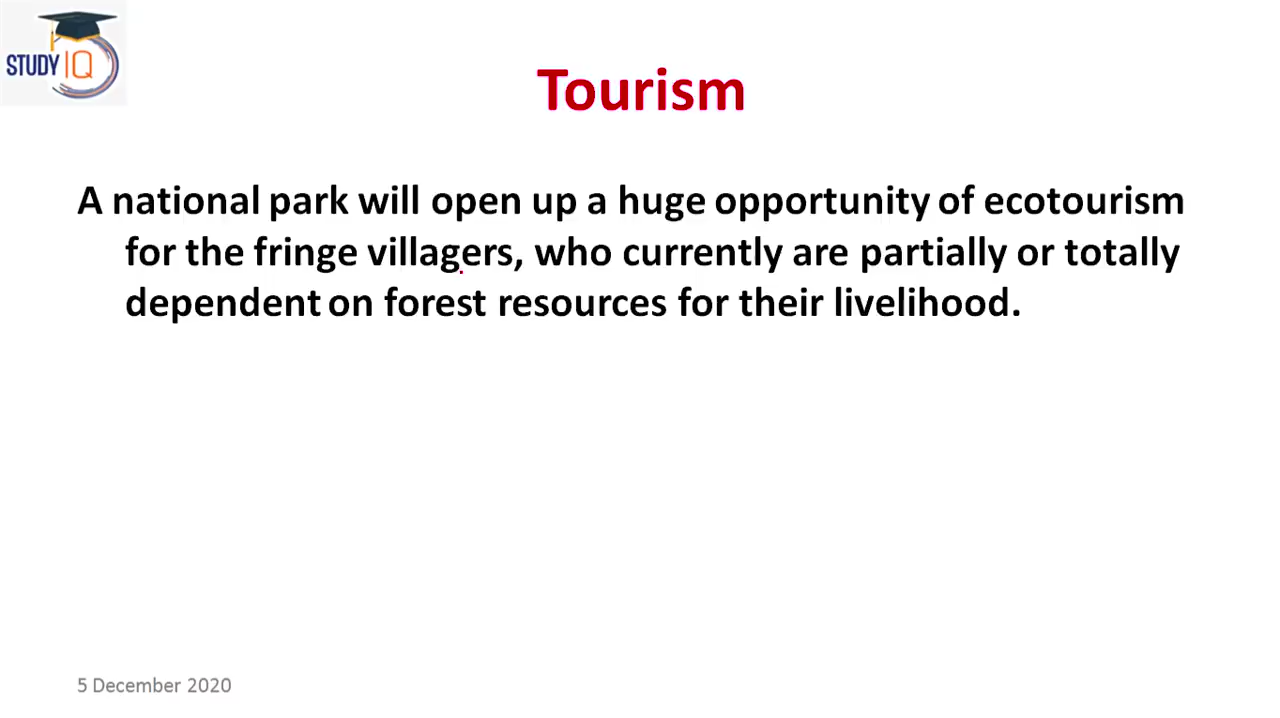 STUDY IQ
Tourism
A national park will open up a huge opportunity of ecotourism
for the fringe villagers, who currently are partially or totally
dependent on forest resources for their livelihood.
5 December 2020